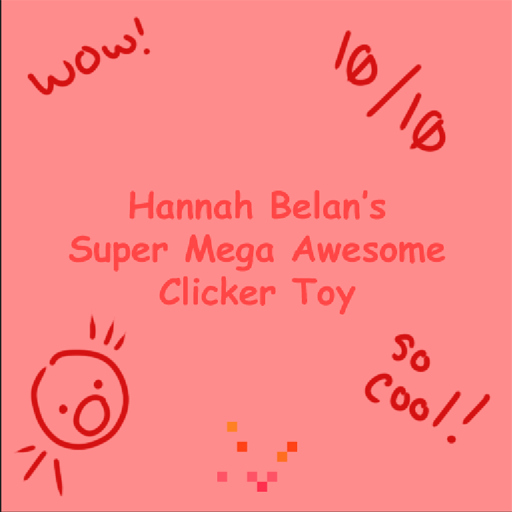 wow!
10/10
Hannah Belan's
Super Mega Awesome
Clicker Toy
so
cool!!